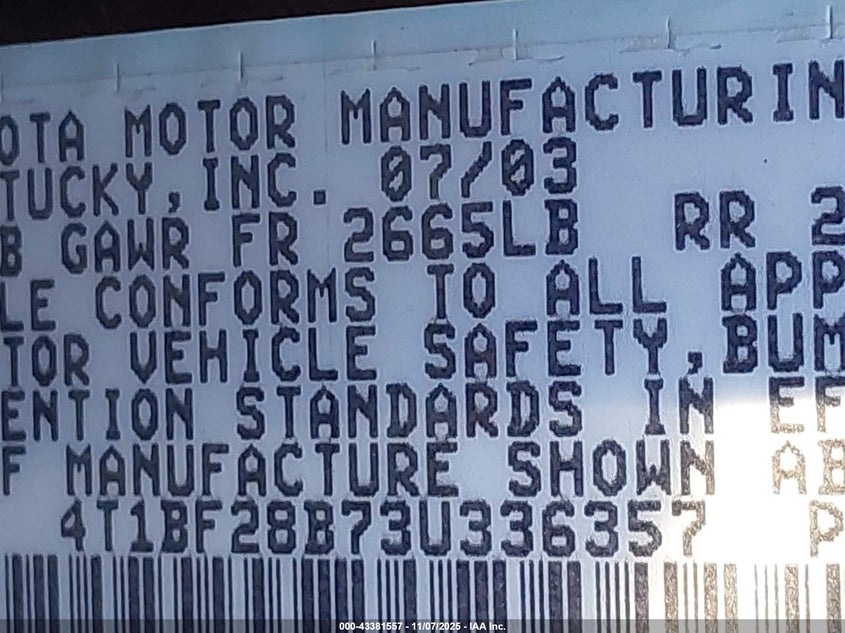 OTA MOTOR MANUFACTURIN
TUCKY,INC. 07/03
B GAWR FR 2665LB RR 2
LE CONFORMS TO ALL APP
TOR VEHICLE SAFETY,BUM
ENTION STANDARDS IN EF
F MANUFACTURE SHOWN AB
4T1BF28B73U336357 P
000-43381557 - 11/07/2025 - IAA Inc.